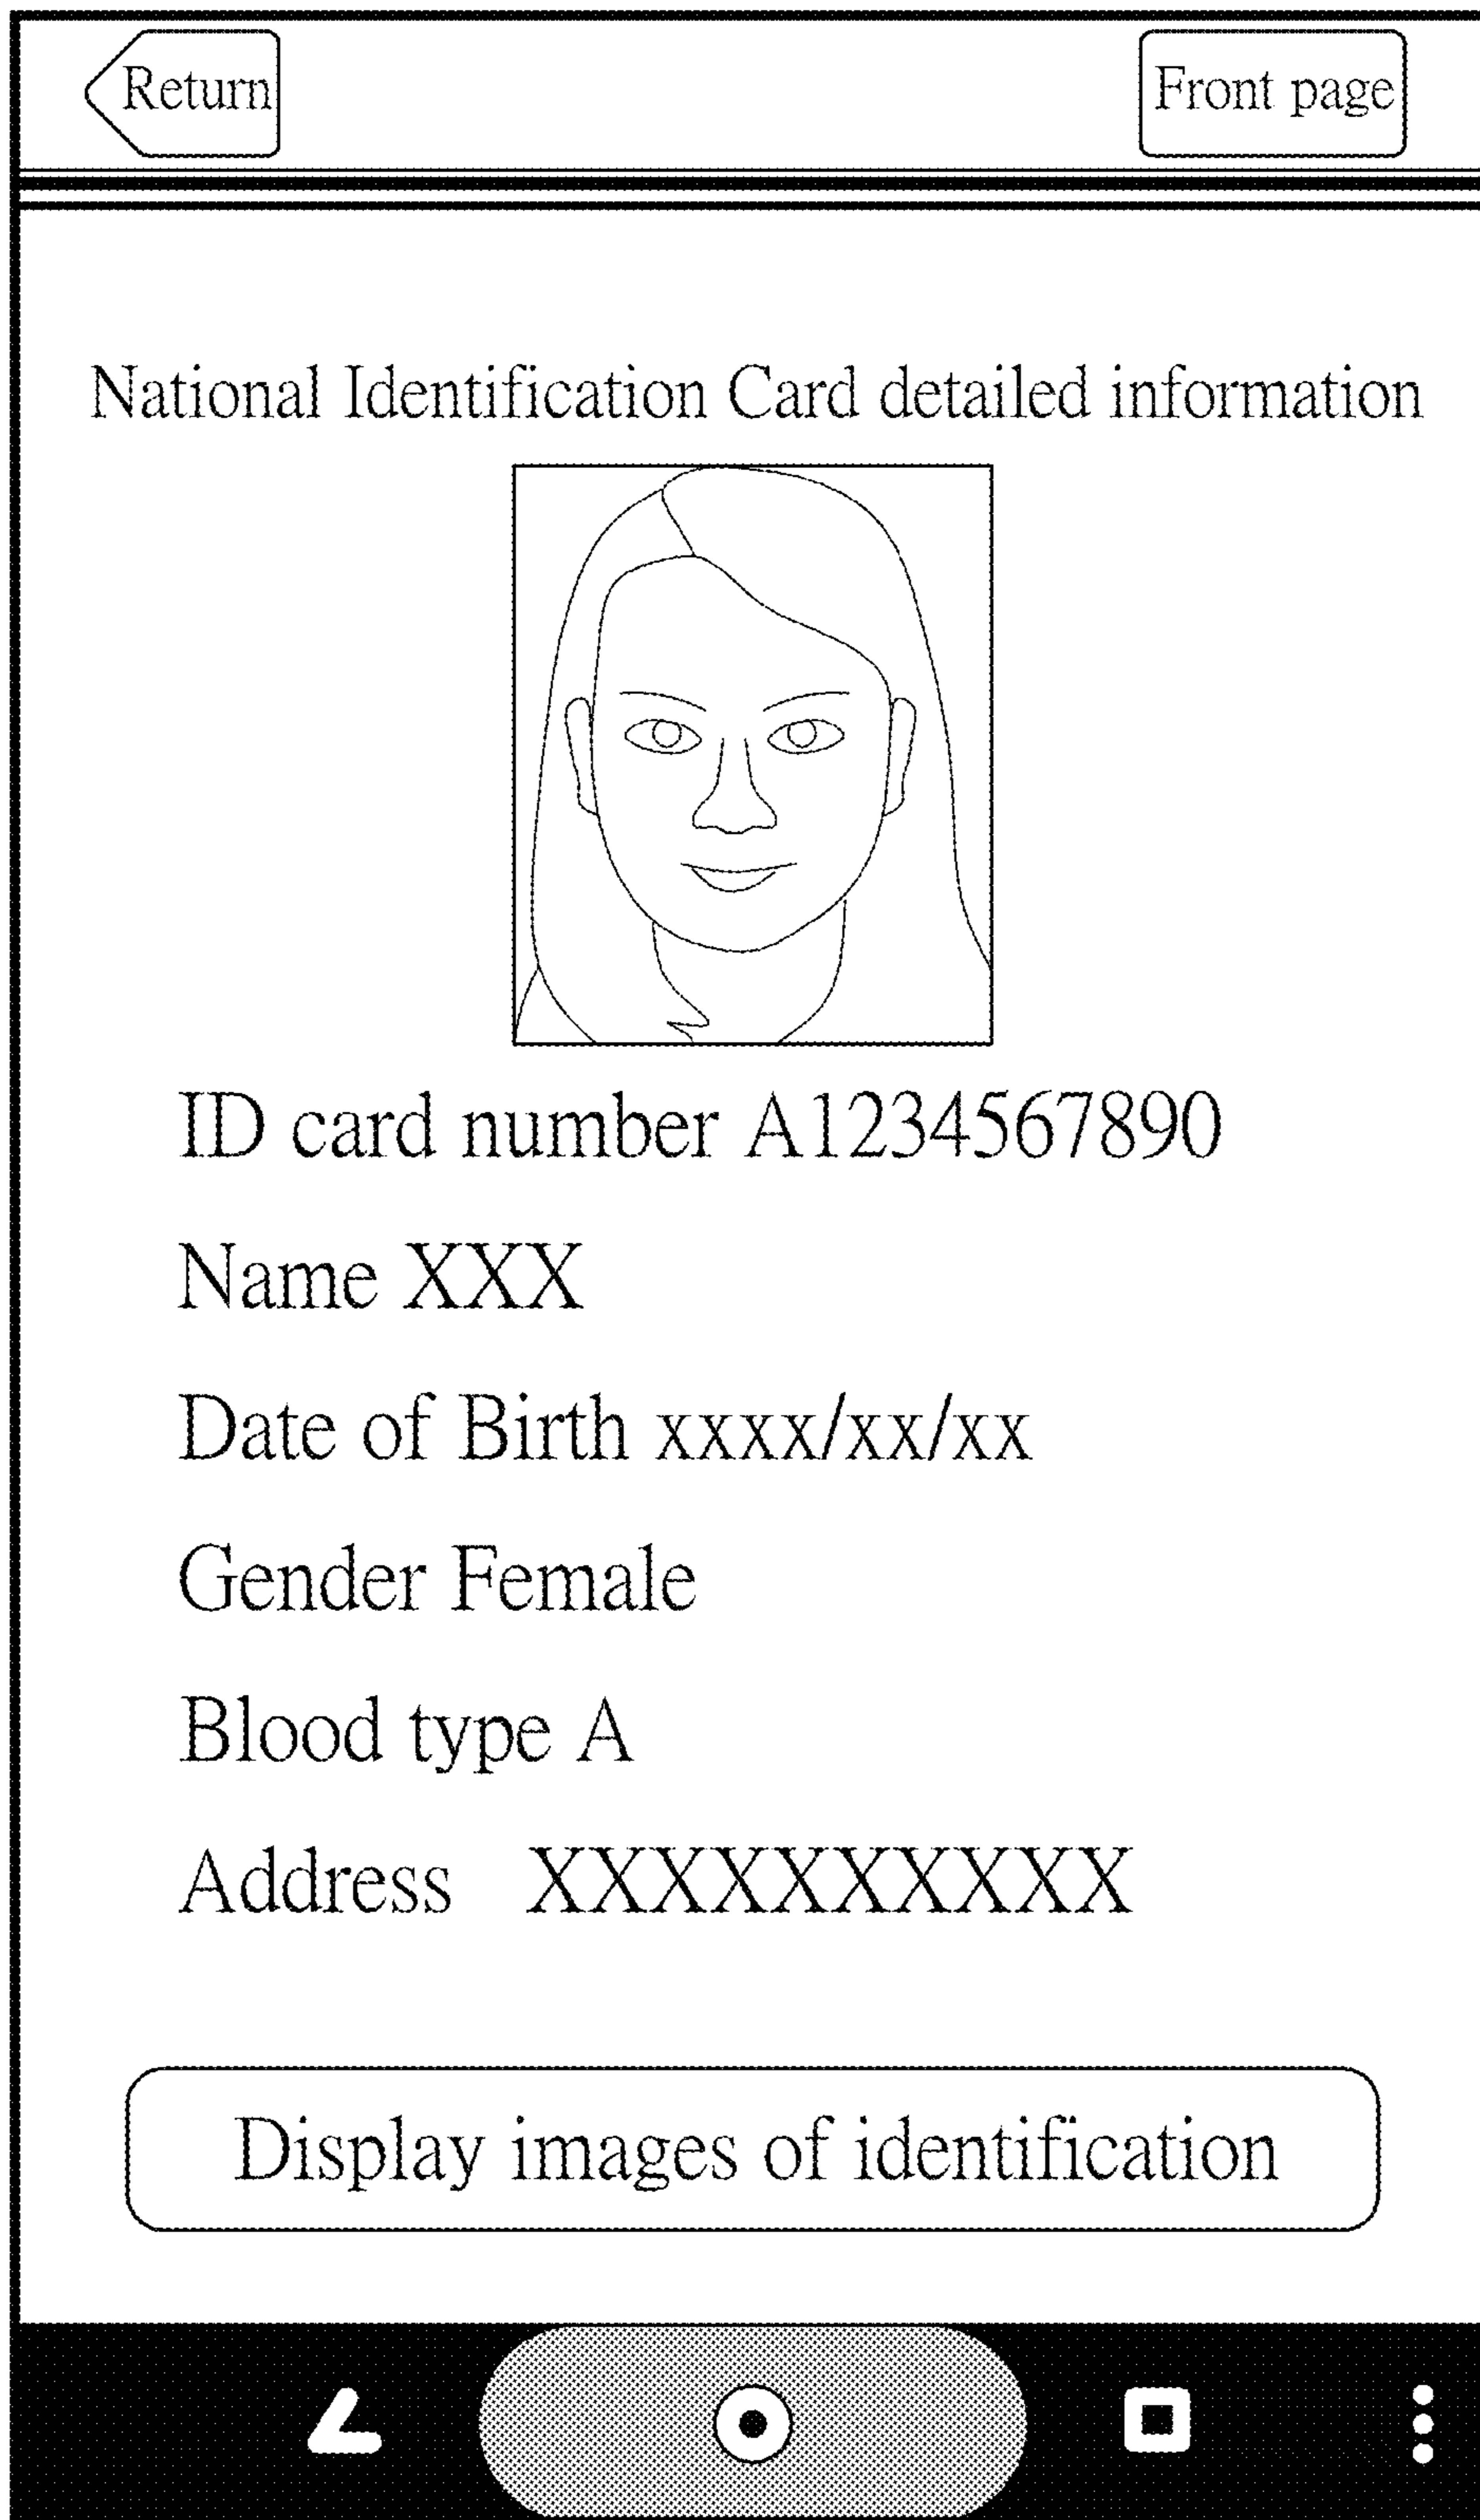 Return
Front page
National Identification Card detailed information
ID card number A1234567890
Name XXX
Date of Birth xxxx/xx/xx
Gender Female
Blood type A
Address XXXXXXXXXX
Display images of identification